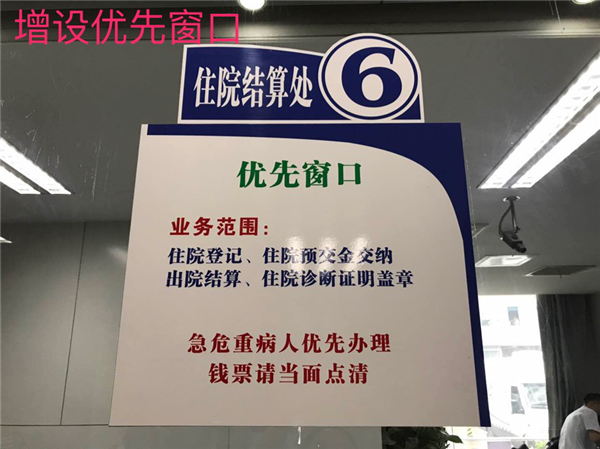 增设优先窗口
住院结算处 6
优先窗口
业务范围：
住院登记、住院预交金交纳
出院结算、住院诊断证明盖章
急危重病人优先办理
钱票请当面点清